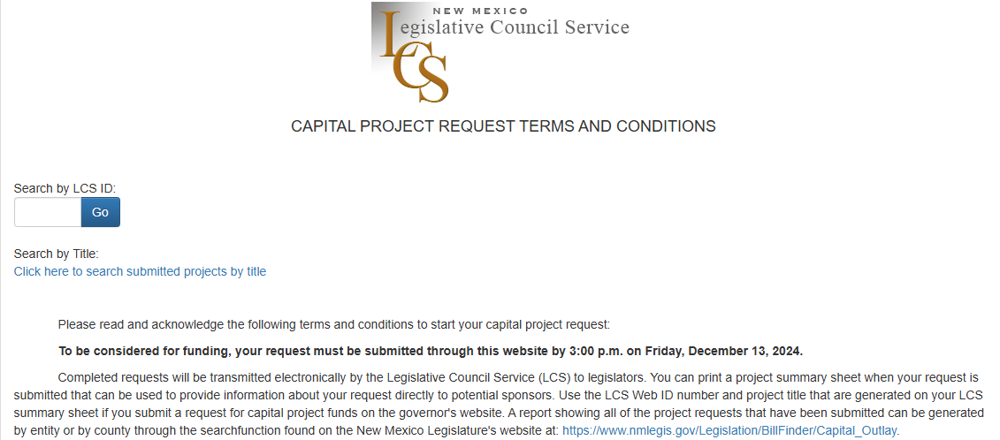 NEW MEXICO
Legislative Council Service
LCS
CAPITAL PROJECT REQUEST TERMS AND CONDITIONS
Search by LCS ID:
Go
Search by Title:
Click here to search submitted projects by title
Please read and acknowledge the following terms and conditions to start your capital project request:
To be considered for funding, your request must be submitted through this website by 3:00 p.m. on Friday, December 13, 2024.
Completed requests will be transmitted electronically by the Legislative Council Service (LCS) to legislators. You can print a project summary sheet when your request is
submitted that can be used to provide information about your request directly to potential sponsors. Use the LCS Web ID number and project title that are generated on your LCS
summary sheet if you submit a request for capital project funds on the governor's website. A report showing all of the project requests that have been submitted can be generated
by entity or by county through the searchfunction found on the New Mexico Legislature's website at: https://www.nmlegis.gov/Legislation/BillFinder/Capital_Outlay.